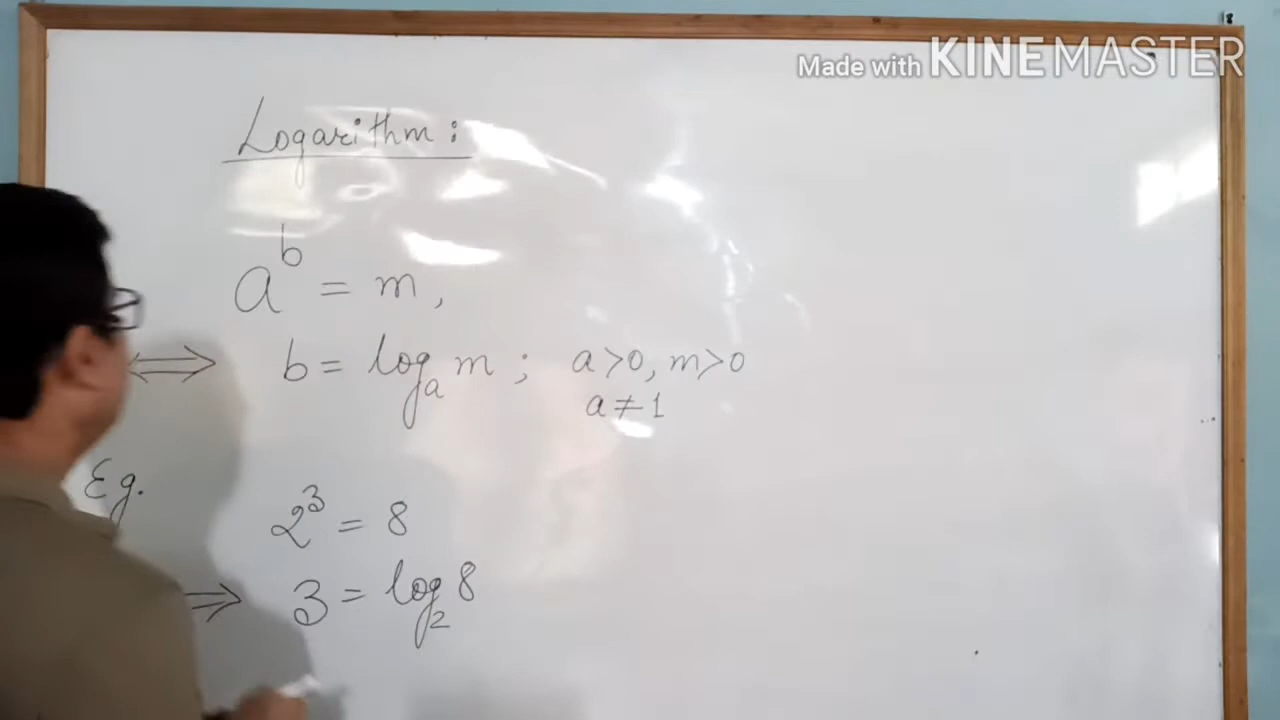 Made with KINEMASTER
Logarithm:
a^b = m,
⟺ b = log_a m ; a>0, m>0
a ≠ 1
Eg.
2^3 = 8
⇒ 3 = log_2 8